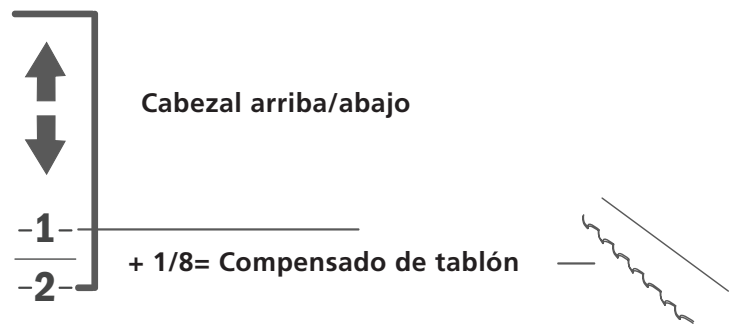 Cabezal arriba/abajo
-1-
+ 1/8= Compensado de tablón
-2-